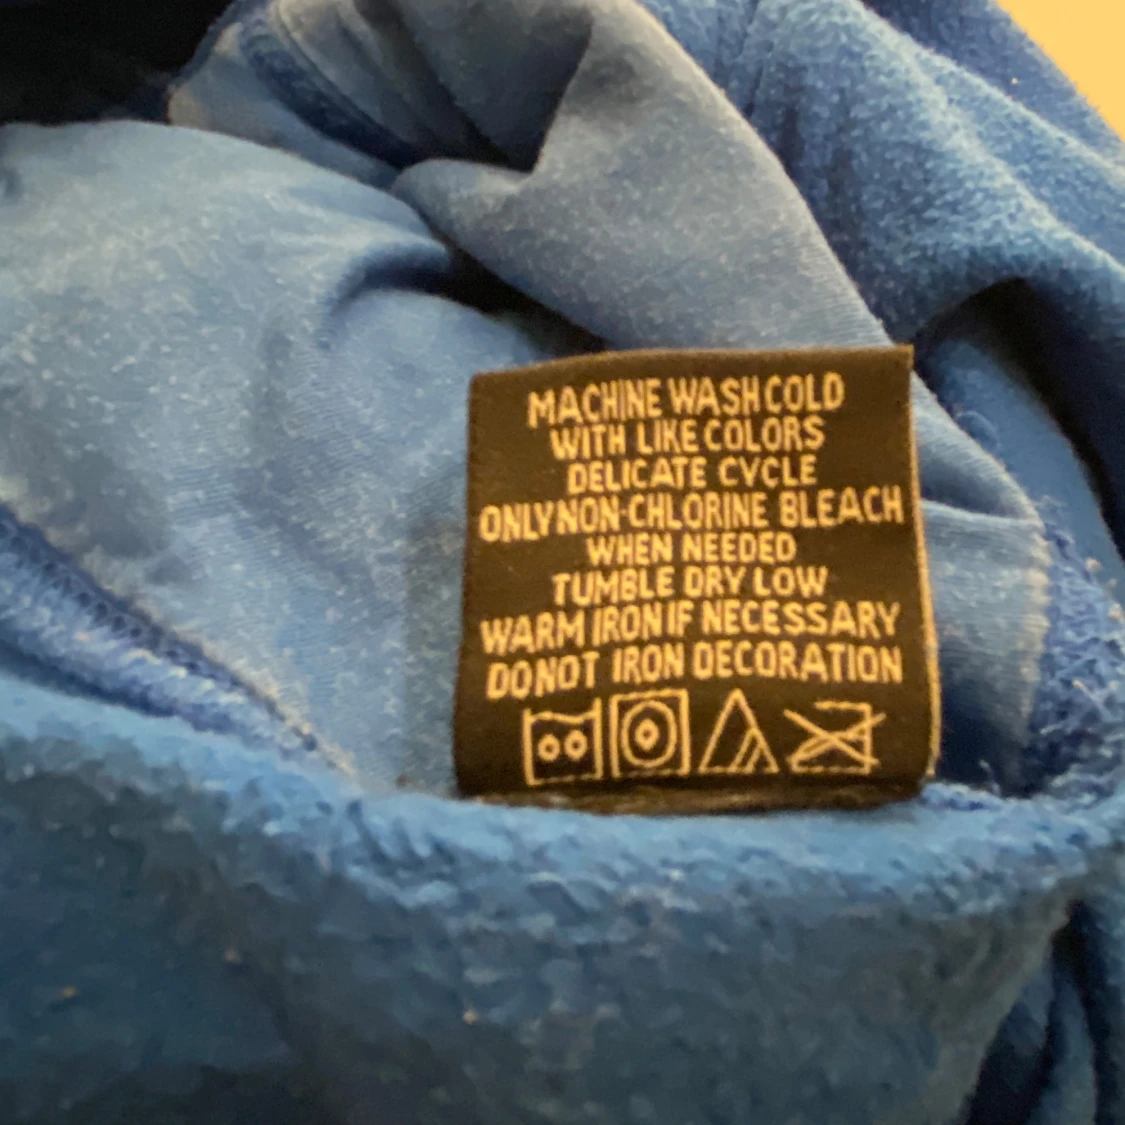 MACHINE WASH COLD
WITH LIKE COLORS
DELICATE CYCLE
ONLY NON-CHLORINE BLEACH
WHEN NEEDED
TUMBLE DRY LOW
WARM IRON IF NECESSARY
DO NOT IRON DECORATION